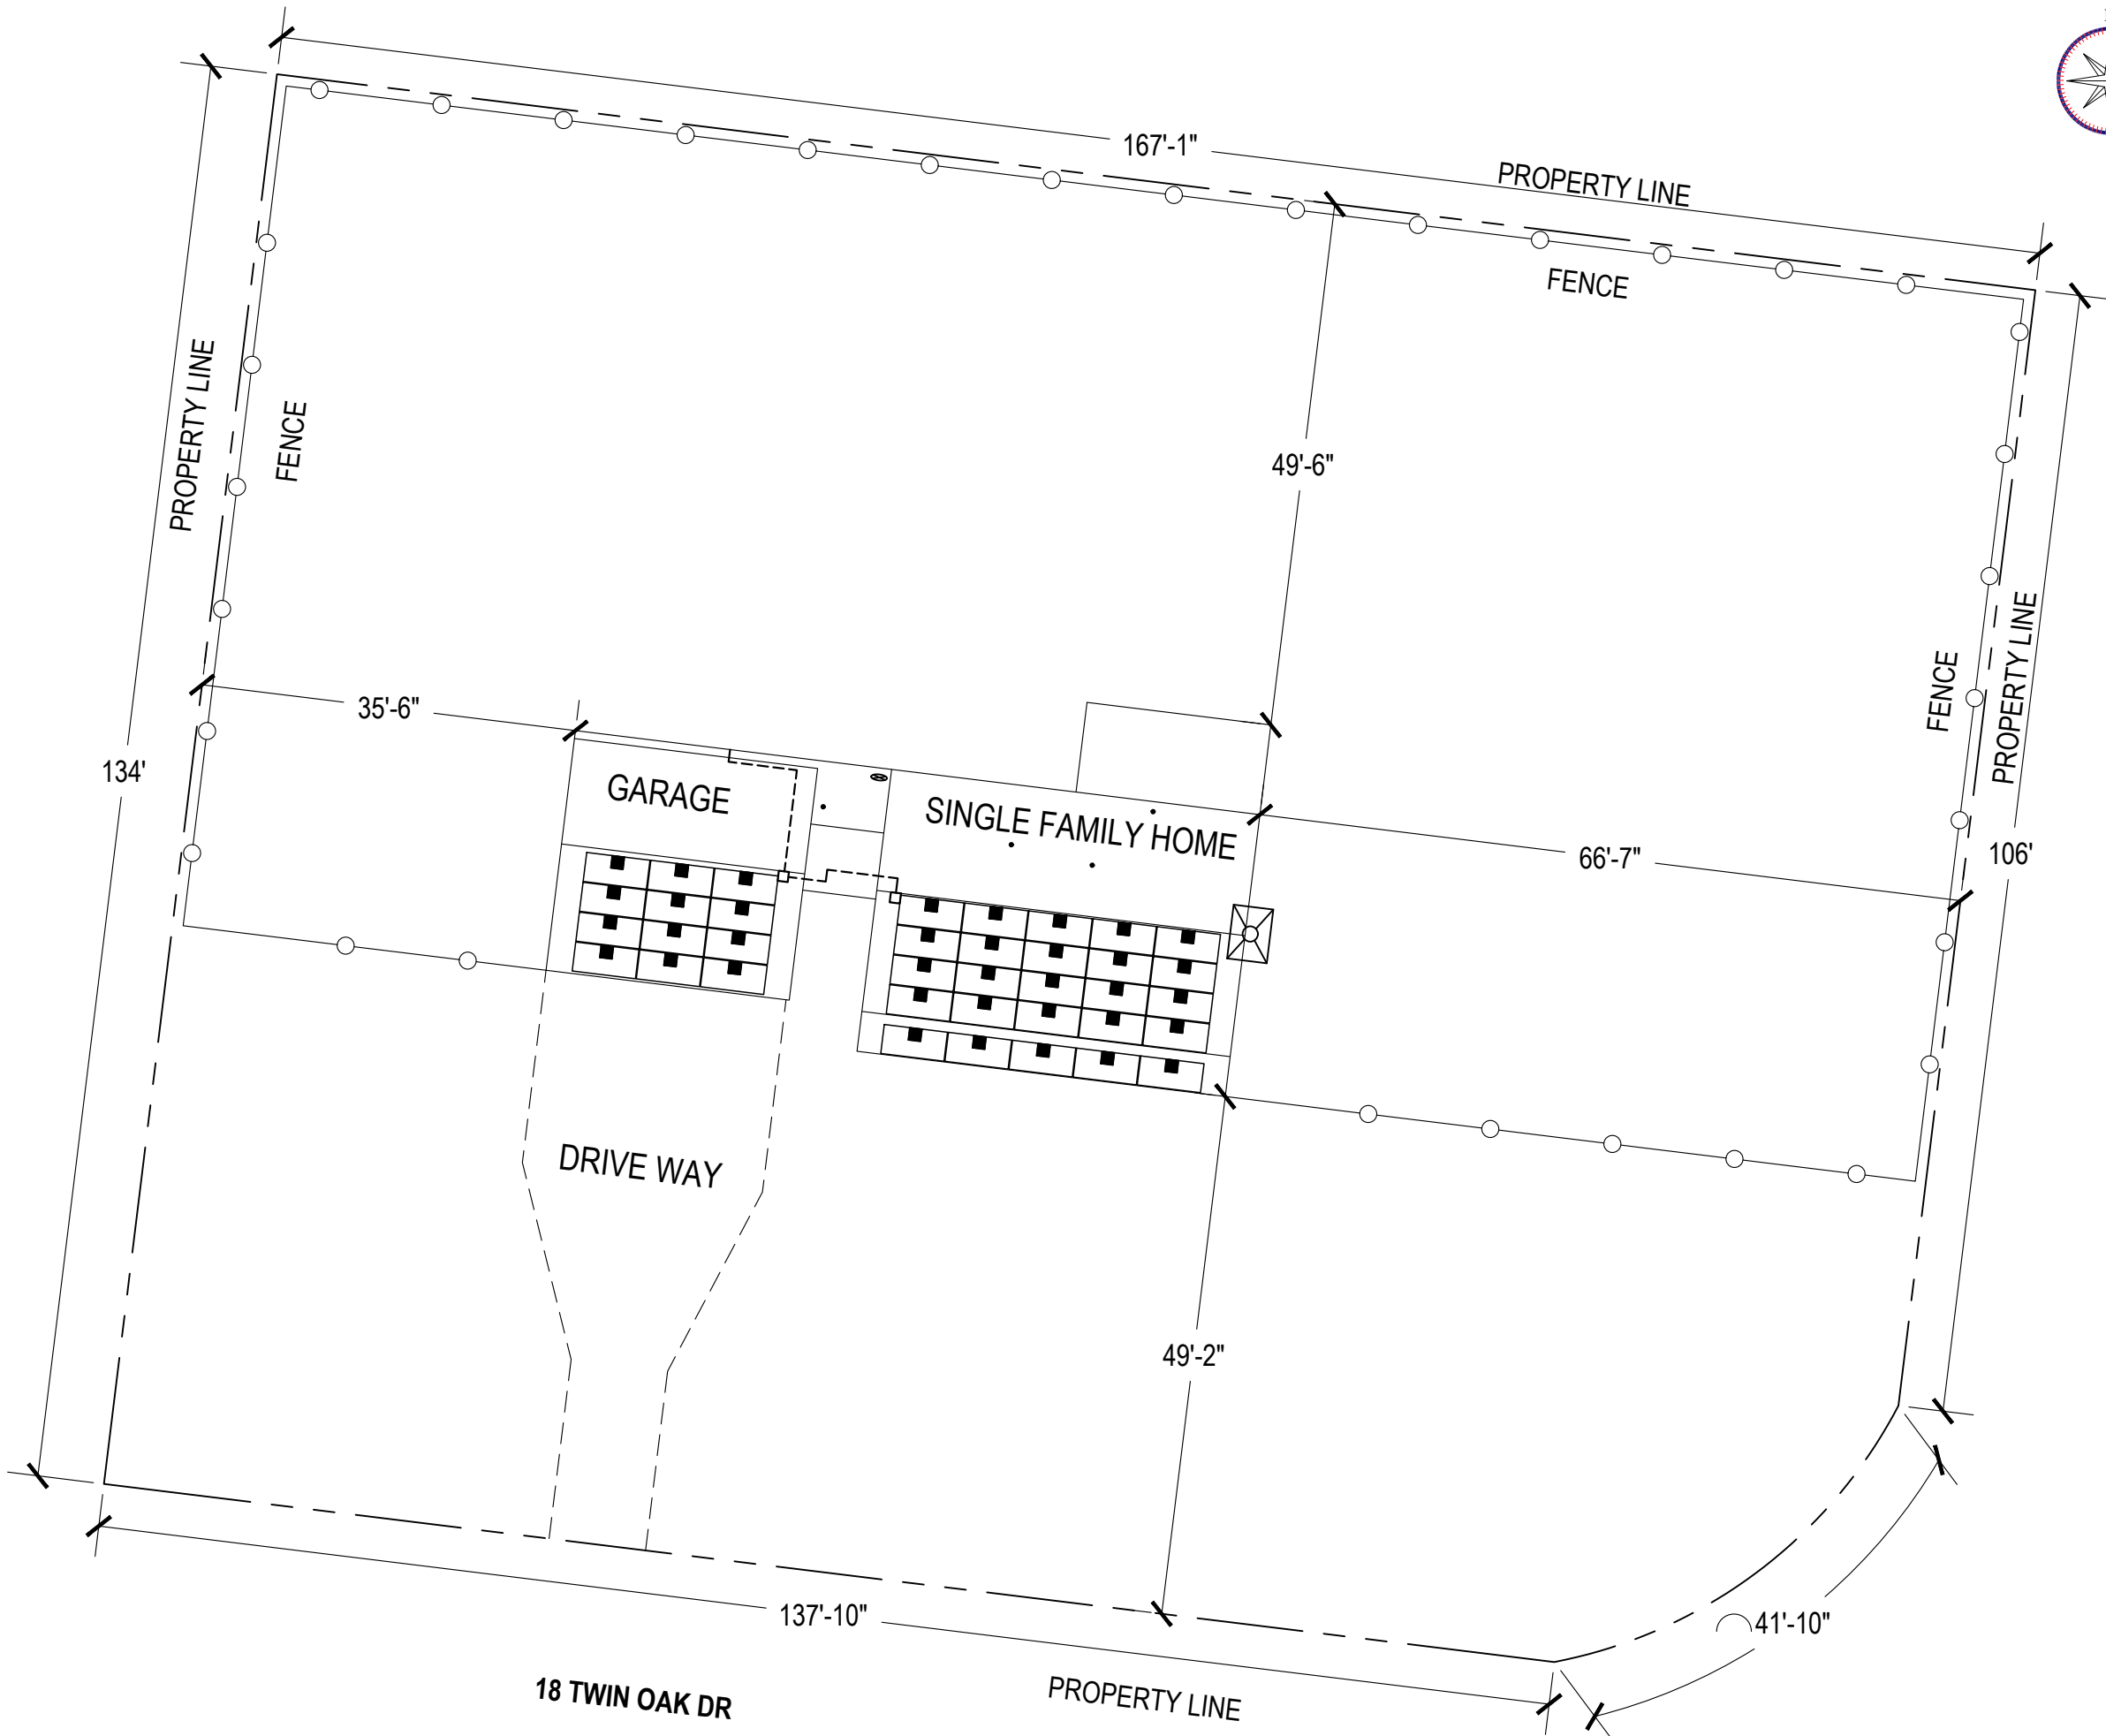 167'-1"
PROPERTY LINE
FENCE
PROPERTY LINE
FENCE
49'-6"
FENCE
PROPERTY LINE
35'-6"
134'
GARAGE
SINGLE FAMILY HOME
66'-7"
106'
DRIVE WAY
49'-2"
137'-10"
41'-10"
18 TWIN OAK DR
PROPERTY LINE